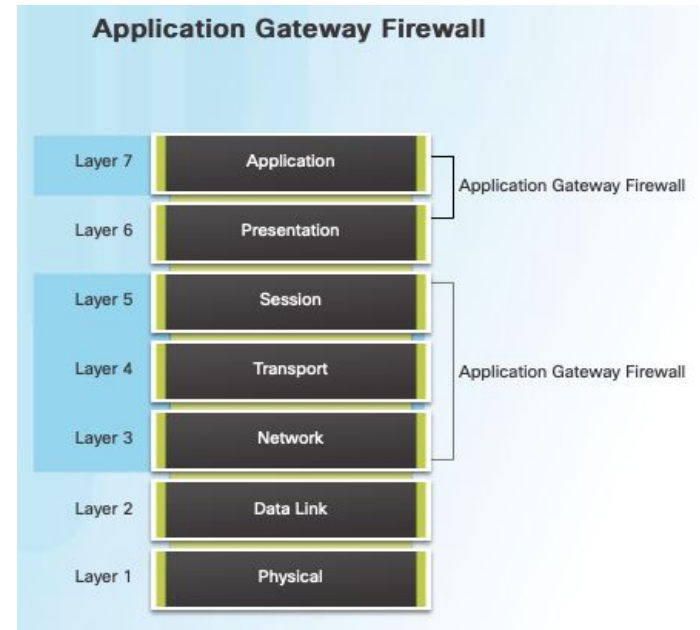 Application Gateway Firewall
Layer 7
Application
Application Gateway Firewall
Layer 6
Presentation
Layer 5
Session
Layer 4
Transport
Application Gateway Firewall
Layer 3
Network
Layer 2
Data Link
Layer 1
Physical